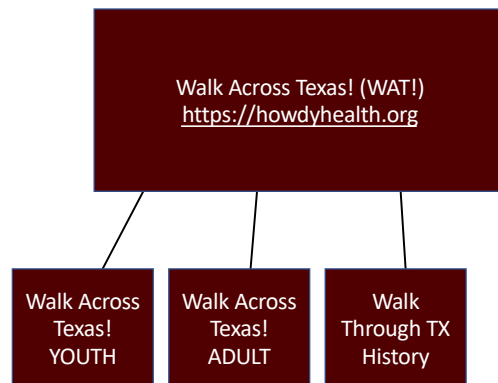 Walk Across Texas! (WAT!)
https://howdyhealth.org
Walk Across
Texas!
YOUTH
Walk Across
Texas!
ADULT
Walk
Through TX
History